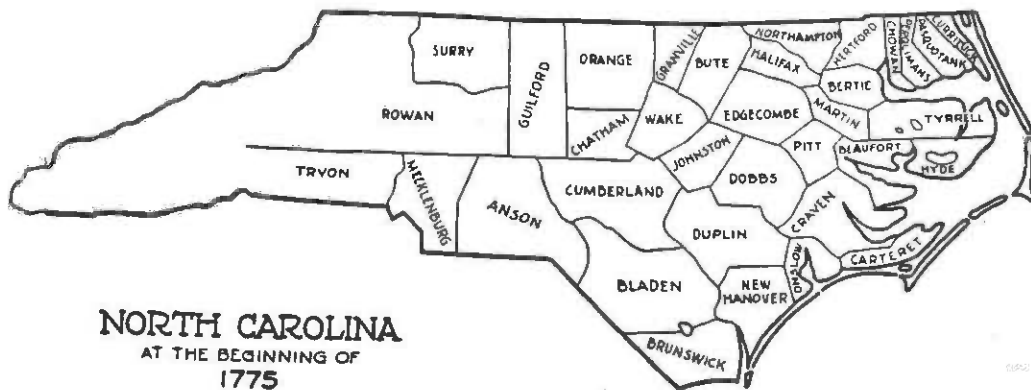 SURRY
ROWAN
GUILFORD
ORANGE
CHATHAM
GRANVILLE
WAKE
BUTE
NORTHAMPTON
HALIFAX
HERTFORD
CHOWAN
PERQUIMANS
PASQUOTANK
CURRITUCK
BERTIE
MARTIN
TYRRELL
EDGECOMBE
JOHNSTON
PITT
BEAUFORT
HYDE
TRYON
MECKLENBURG
ANSON
CUMBERLAND
DOBBS
CRAVEN
DUPLIN
ONSLOW
CARTERET
BLADEN
NEW
HANOVER
BRUNSWICK
NORTH CAROLINA
AT THE BEGINNING OF
1775